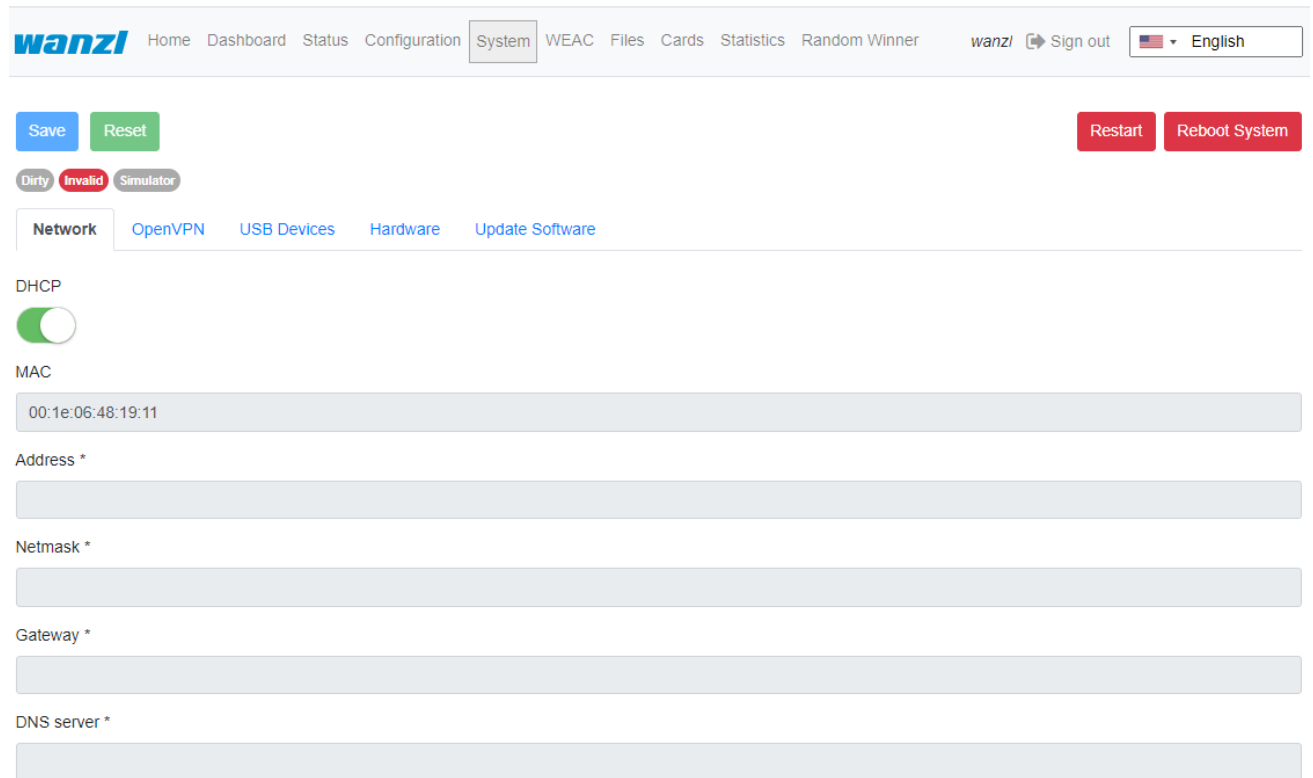 wanzl Home Dashboard Status Configuration System WEAC Files Cards Statistics Random Winner wanzl Sign out English
Save Reset Restart Reboot System
Dirty Invalid Simulator
Network OpenVPN USB Devices Hardware Update Software
DHCP
MAC
00:1e:06:48:19:11
Address *
Netmask *
Gateway *
DNS server *